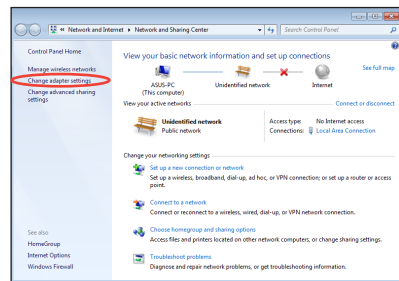 « Network and Internet ▸ Network and Sharing Center
Search Control Panel
Control Panel Home
Manage wireless networks
Change adapter settings
Change advanced sharing
settings
See also
HomeGroup
Internet Options
Windows Firewall
View your basic network information and set up connections
See full map
ASUS-PC
(This computer)
Unidentified network
Internet
View your active networks
Connect or disconnect
Unidentified network
Public network
Access type: No Internet access
Connections: Local Area Connection
Change your networking settings
Set up a new connection or network
Set up a wireless, broadband, dial-up, ad hoc, or VPN connection; or set up a router or access
point.
Connect to a network
Connect or reconnect to a wireless, wired, dial-up, or VPN network connection.
Choose homegroup and sharing options
Access files and printers located on other network computers, or change sharing settings.
Troubleshoot problems
Diagnose and repair network problems, or get troubleshooting information.